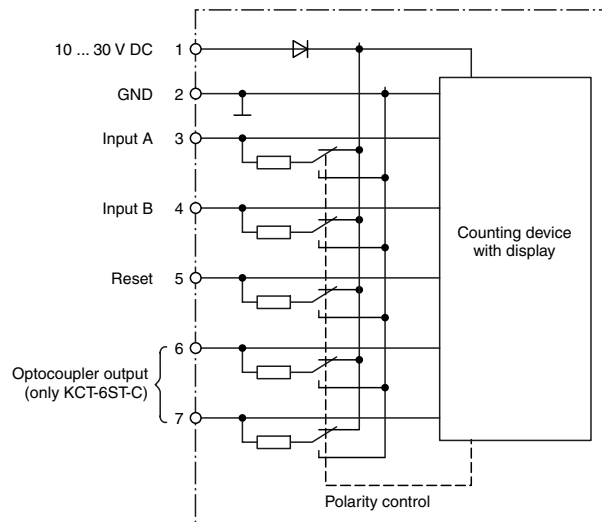 10 ... 30 V DC 1
GND 2
Input A 3
Input B 4
Counting device
with display
Reset 5
6
Optocoupler output
(only KCT-6ST-C)
7
Polarity control